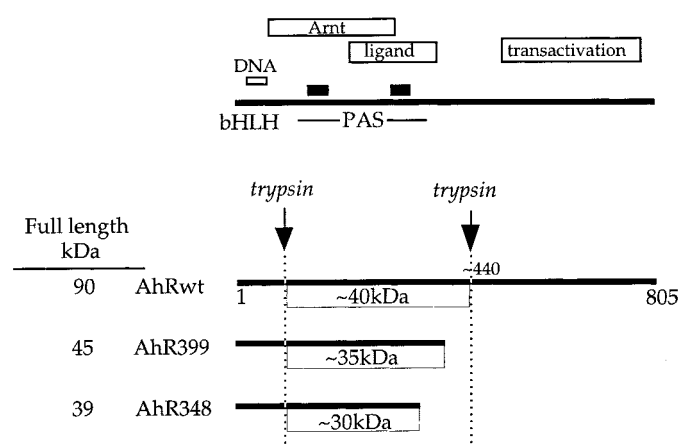 Arnt
ligand
transactivation
DNA
bHLH
PAS
trypsin
trypsin
Full length
kDa
~440
90 AhRwt
1
~40kDa
805
45 AhR399
~35kDa
39 AhR348
~30kDa